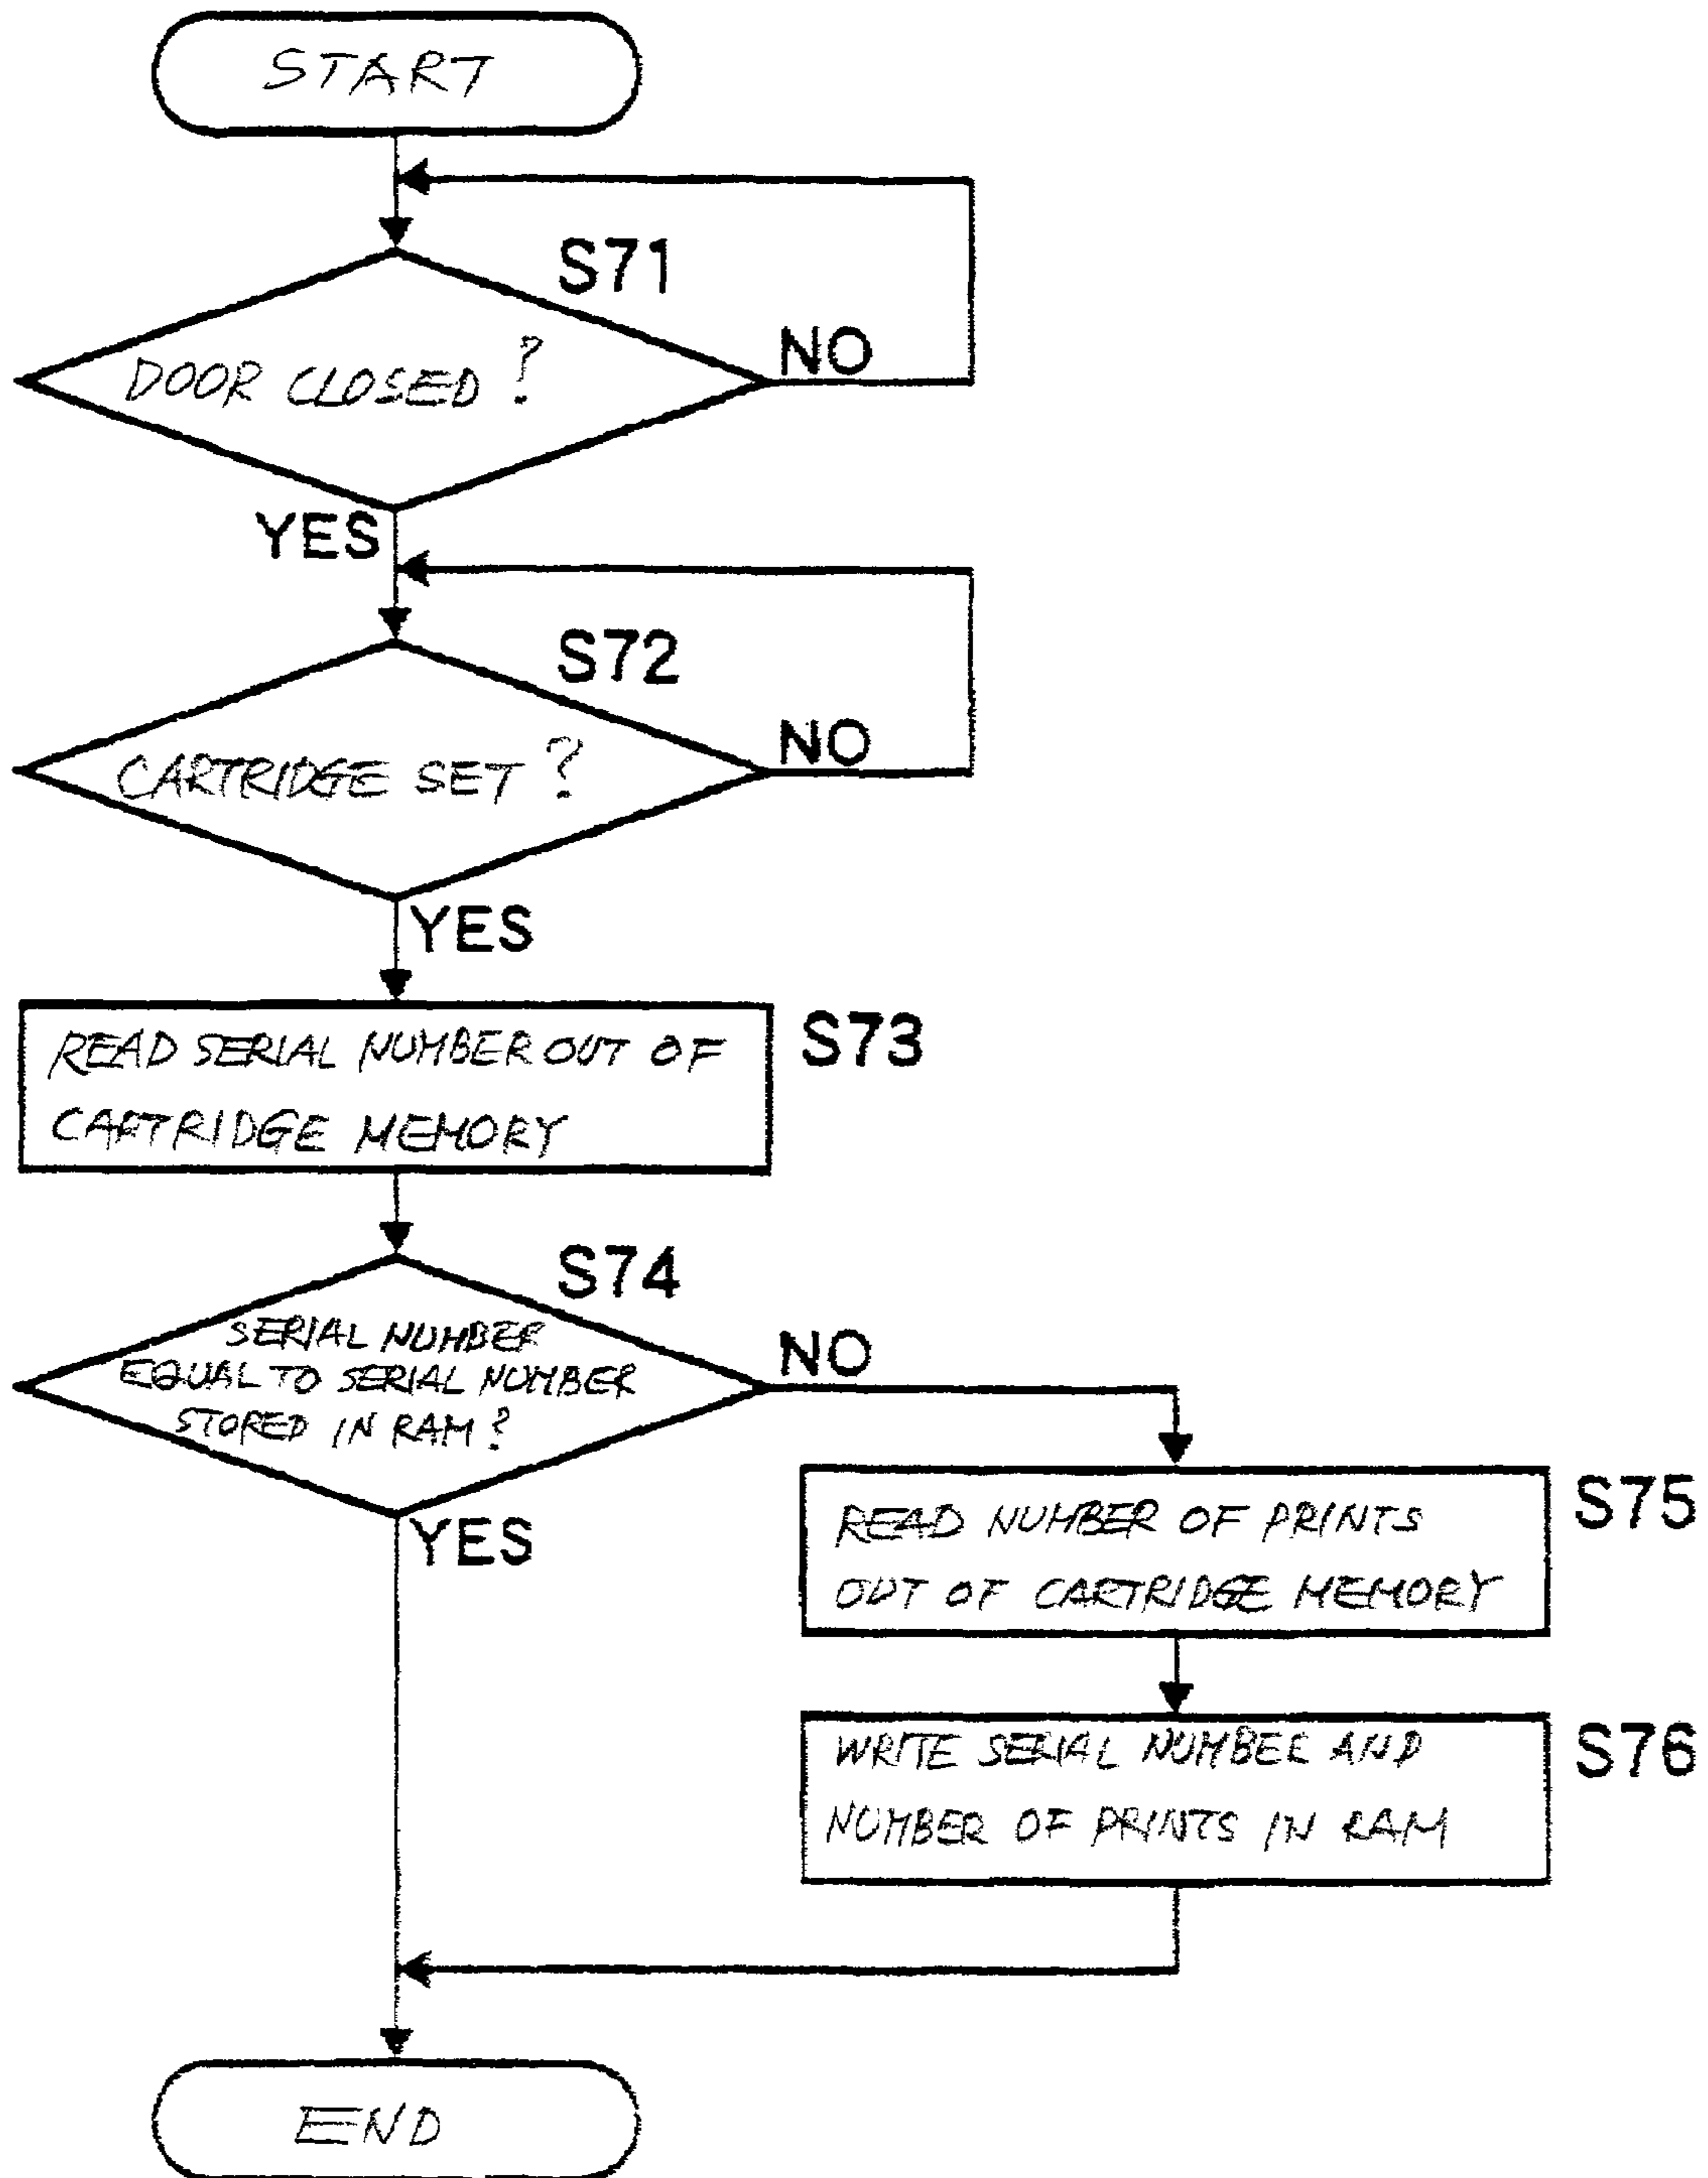 START
S71
DOOR CLOSED?
NO
YES
S72
CARTRIDGE SET?
NO
YES
READ SERIAL NUMBER OUT OF
CARTRIDGE MEMORY
S73
S74
SERIAL NUMBER
EQUAL TO SERIAL NUMBER
STORED IN RAM?
NO
YES
READ NUMBER OF PRINTS
OUT OF CARTRIDGE MEMORY
S75
WRITE SERIAL NUMBER AND
NUMBER OF PRINTS IN RAM
S76
END